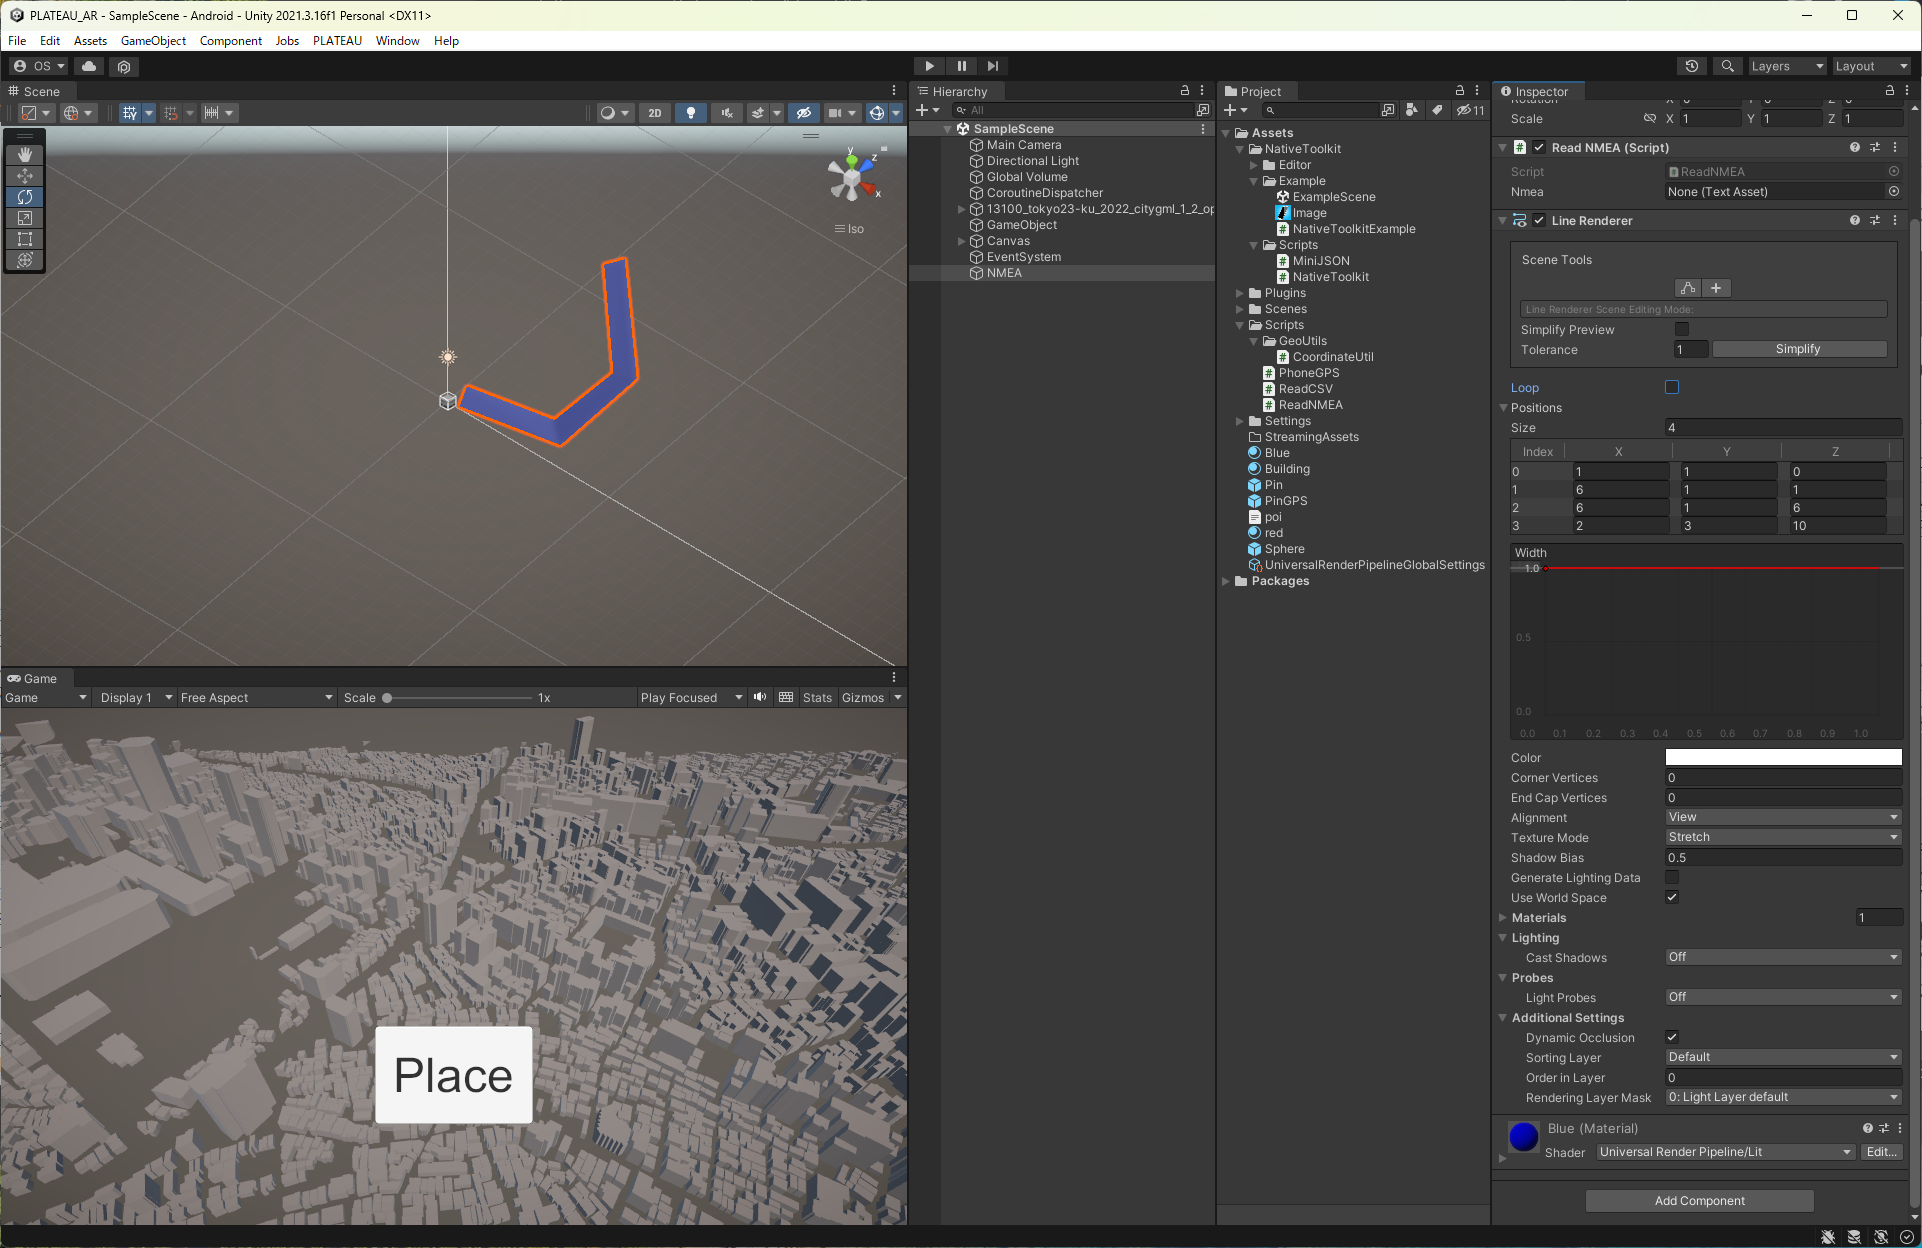 PLATEAU_AR - SampleScene - Android - Unity 2021.3.16f1 Personal <DX11>
File Edit Assets GameObject Component Jobs PLATEAU Window Help
OS
Layers
Layout
Scene
2D
y
z
x
Iso
Game
Game
Display 1
Free Aspect
Scale
1x
Play Focused
Stats
Gizmos
Place
Hierarchy
All
SampleScene
Main Camera
Directional Light
Global Volume
CoroutineDispatcher
13100_tokyo23-ku_2022_citygml_1_2_op
GameObject
Canvas
EventSystem
NMEA
Project
11
Assets
NativeToolkit
Editor
Example
ExampleScene
Image
NativeToolkitExample
Scripts
MiniJSON
NativeToolkit
Plugins
Scenes
Scripts
GeoUtils
CoordinateUtil
PhoneGPS
ReadCSV
ReadNMEA
Settings
StreamingAssets
Blue
Building
Pin
PinGPS
poi
red
Sphere
UniversalRenderPipelineGlobalSettings
Packages
Inspector
Scale X 1 Y 1 Z 1
Read NMEA (Script)
Script ReadNMEA
Nmea None (Text Asset)
Line Renderer
Scene Tools
Line Renderer Scene Editing Mode:
Simplify Preview
Tolerance 1 Simplify
Loop
Positions
Size 4
Index X Y Z
0 1 1 0
1 6 1 1
2 6 1 6
3 2 3 10
Width
1.0
0.5
0.0
0.0 0.1 0.2 0.3 0.4 0.5 0.6 0.7 0.8 0.9 1.0
Color
Corner Vertices 0
End Cap Vertices 0
Alignment View
Texture Mode Stretch
Shadow Bias 0.5
Generate Lighting Data
Use World Space
Materials 1
Lighting
Cast Shadows Off
Probes
Light Probes Off
Additional Settings
Dynamic Occlusion
Sorting Layer Default
Order in Layer 0
Rendering Layer Mask 0: Light Layer default
Blue (Material)
Shader Universal Render Pipeline/Lit Edit...
Add Component